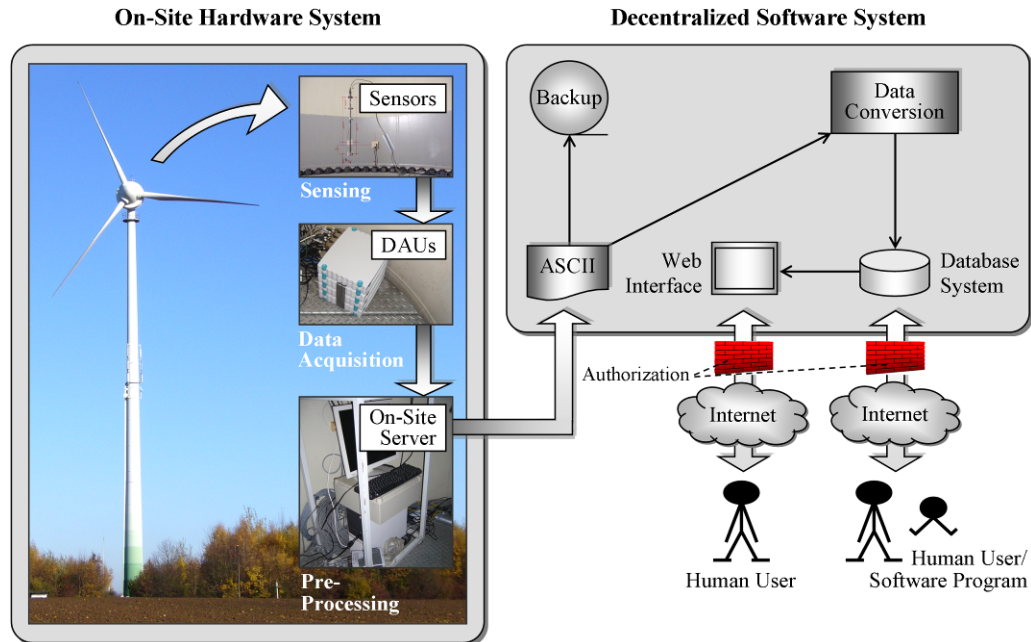 On-Site Hardware System
Sensors
Sensing
DAUs
Data
Acquisition
On-Site
Server
Pre-
Processing
Decentralized Software System
Backup
Data
Conversion
ASCII
Web
Interface
Database
System
Authorization
Internet
Internet
Human User
Human User/
Software Program